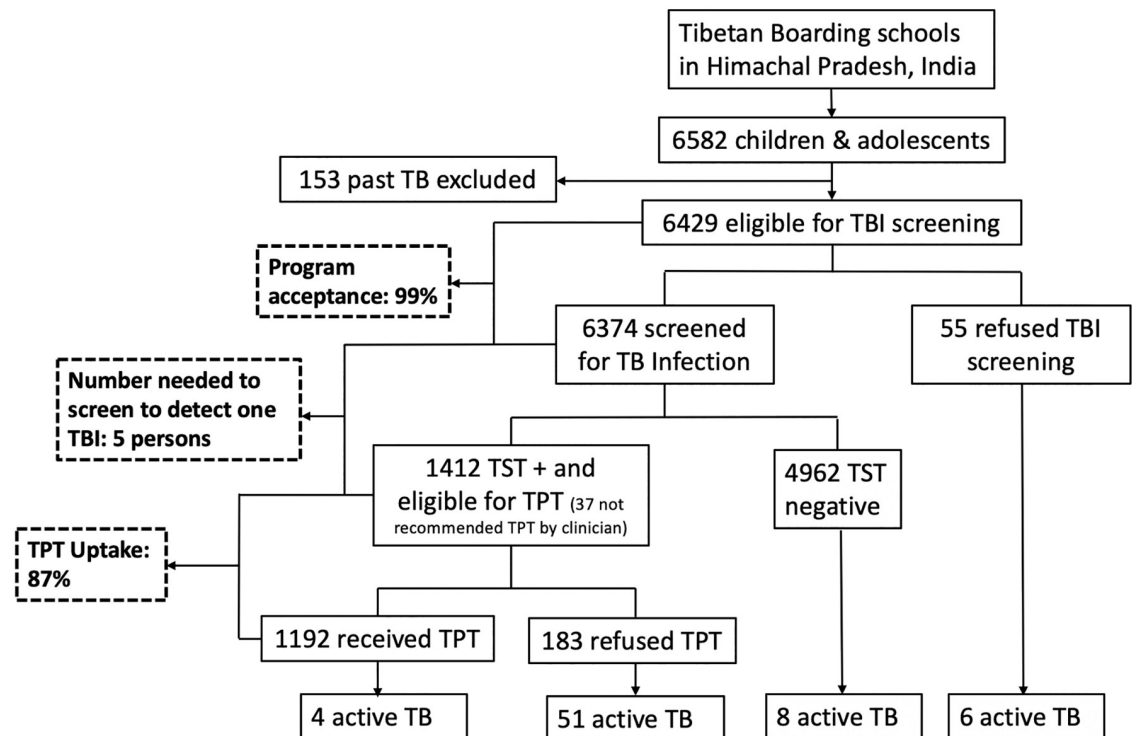 Tibetan Boarding schools
in Himachal Pradesh, India
6582 children & adolescents
153 past TB excluded
6429 eligible for TBI screening
Program
acceptance: 99%
6374 screened
for TB Infection
55 refused TBI
screening
Number needed to
screen to detect one
TBI: 5 persons
1412 TST + and
eligible for TPT (37 not
recommended TPT by clinician)
4962 TST
negative
TPT Uptake:
87%
1192 received TPT
183 refused TPT
4 active TB
51 active TB
8 active TB
6 active TB